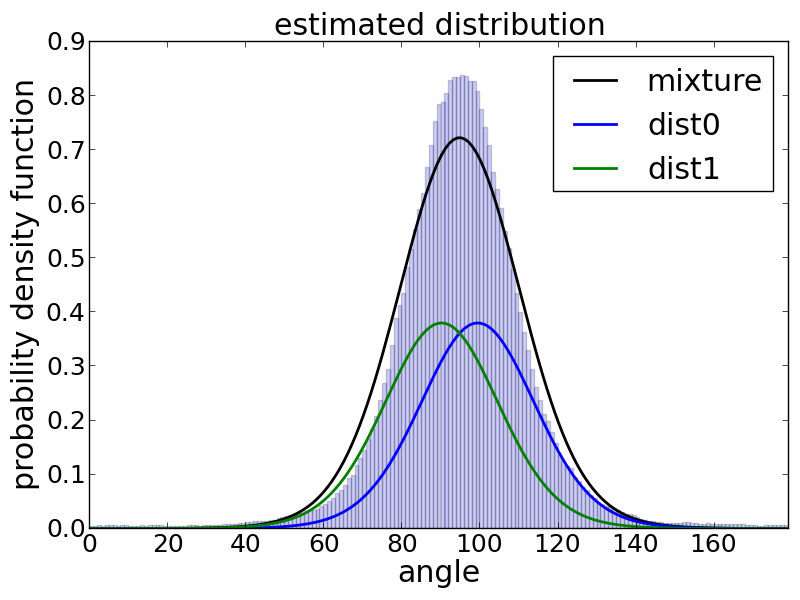 estimated distribution
probability density function
0.9
0.8
0.7
0.6
0.5
0.4
0.3
0.2
0.1
0.0
mixture
dist0
dist1
0 20 40 60 80 100 120 140 160
angle